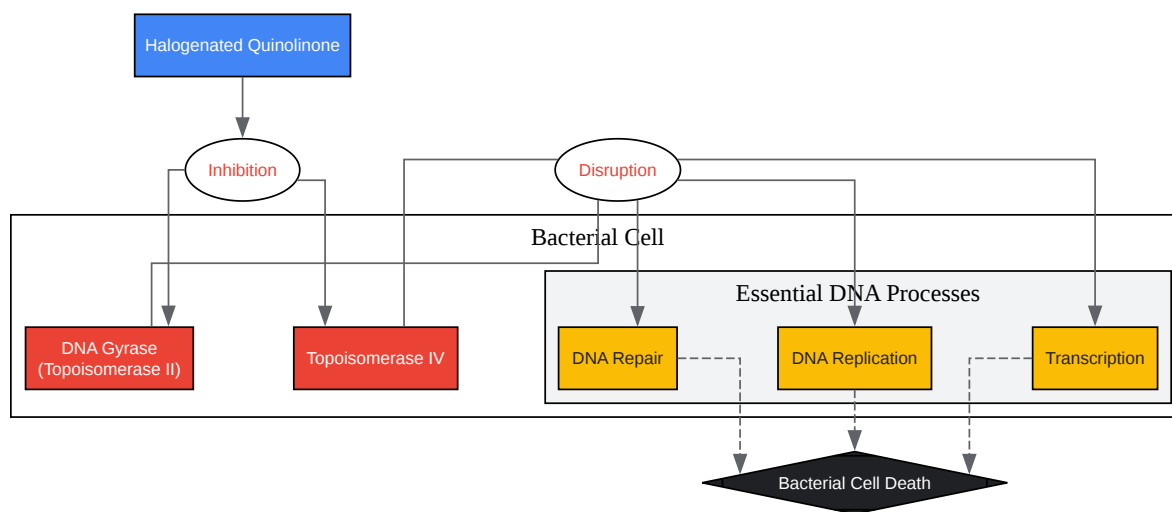 Halogenated Quinolinone
Inhibition
Disruption
Bacterial Cell
Essential DNA Processes
DNA Gyrase
(Topoisomerase II)
Topoisomerase IV
DNA Repair
DNA Replication
Transcription
Bacterial Cell Death